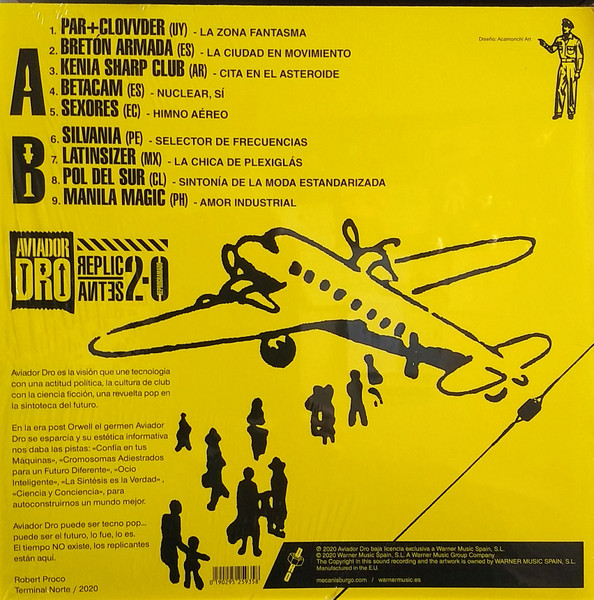 Diseño: Acamonchi Art
A
1. PAR+CLOVVDER (UY) - LA ZONA FANTASMA
2. BRETÓN ARMADA (ES) - LA CIUDAD EN MOVIMIENTO
3. KENIA SHARP CLUB (AR) - CITA EN EL ASTEROIDE
4. BETACAM (ES) - NUCLEAR, SÍ
5. SEXORES (EC) - HIMNO AÉREO
B
6. SILVANIA (PE) - SELECTOR DE FRECUENCIAS
7. LATINSIZER (MX) - LA CHICA DE PLEXIGLÁS
8. POL DEL SUR (CL) - SINTONÍA DE LA MODA ESTANDARIZADA
9. MANILA MAGIC (PH) - AMOR INDUSTRIAL
AVIADOR
DRO
REPLIC
ANTES
2-0
Aviador Dro es la visión que une tecnología
con una actitud política, la cultura de club
con la ciencia ficción, una revuelta pop en
la sintoteca del futuro.
En la era post Orwell el germen Aviador
Dro se esparcía y su estética informativa
nos daba las pistas: «Confía en tus
Máquinas», «Cromosomas Adiestrados
para un Futuro Diferente», «Ocio
Inteligente», «La Síntesis es la Verdad» ,
«Ciencia y Conciencia», para
autoconstruirnos un mundo mejor.
Aviador Dro puede ser tecno pop...
puede ser el futuro, lo fue, lo es.
El tiempo NO existe, los replicantes
están aquí.
Robert Proco
Terminal Norte / 2020
0 190295 259358
℗ 2020 Aviador Dro bajo licencia exclusiva a Warner Music Spain, S.L.
© 2020 Warner Music Spain, S.L. A Warner Music Group Company.
The Copyright in this sound recording and the artwork is owned by WARNER MUSIC SPAIN, S.L.
Manufactured in the E.U.
mecanisburgo.com / warnermusic.es